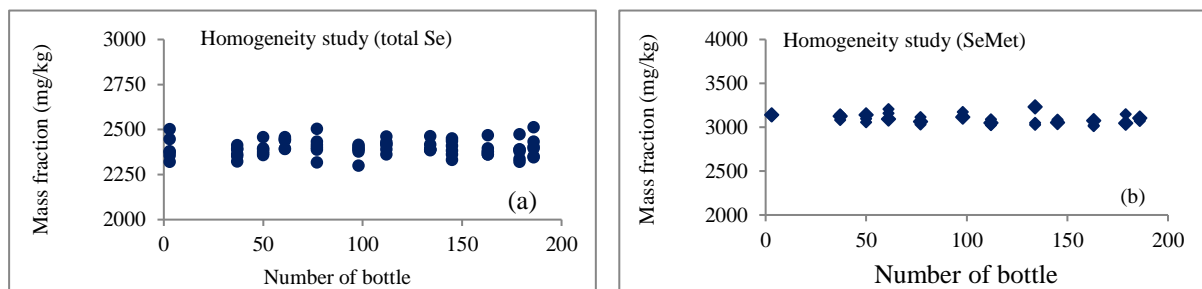 Homogeneity study (total Se)
Mass fraction (mg/kg)
3000
2750
2500
2250
2000
0
50
100
150
200
(a)
Number of bottle
Homogeneity study (SeMet)
Mass fraction (mg/kg)
4000
3500
3000
2500
2000
0
50
100
150
200
(b)
Number of bottle